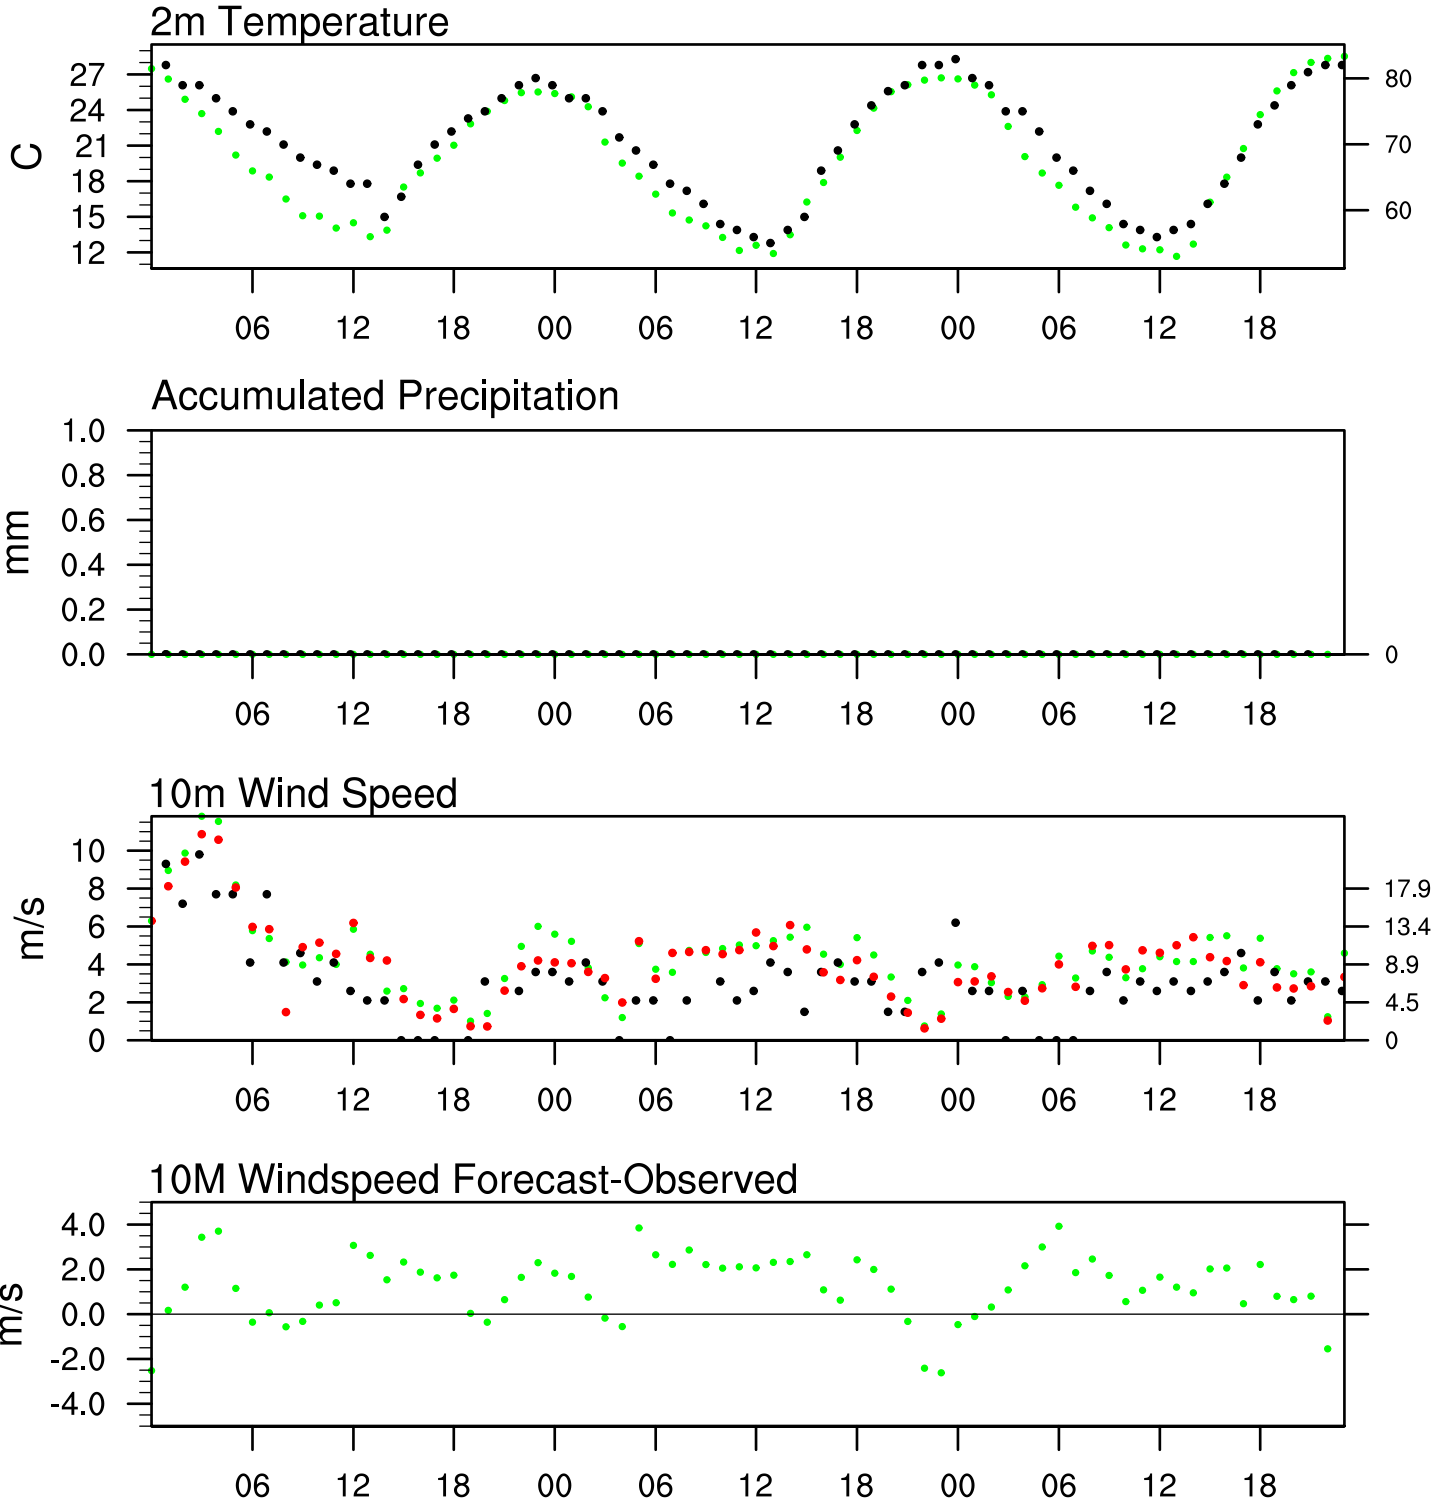 2m Temperature
27
24
21
18
15
12
C
80
70
60
06 12 18 00 06 12 18 00 06 12 18
Accumulated Precipitation
1.0
0.8
0.6
0.4
0.2
0.0
mm
0
06 12 18 00 06 12 18 00 06 12 18
10m Wind Speed
10
8
6
4
2
0
m/s
17.9
13.4
8.9
4.5
0
06 12 18 00 06 12 18 00 06 12 18
10M Windspeed Forecast-Observed
4.0
2.0
0.0
-2.0
-4.0
m/s
06 12 18 00 06 12 18 00 06 12 18